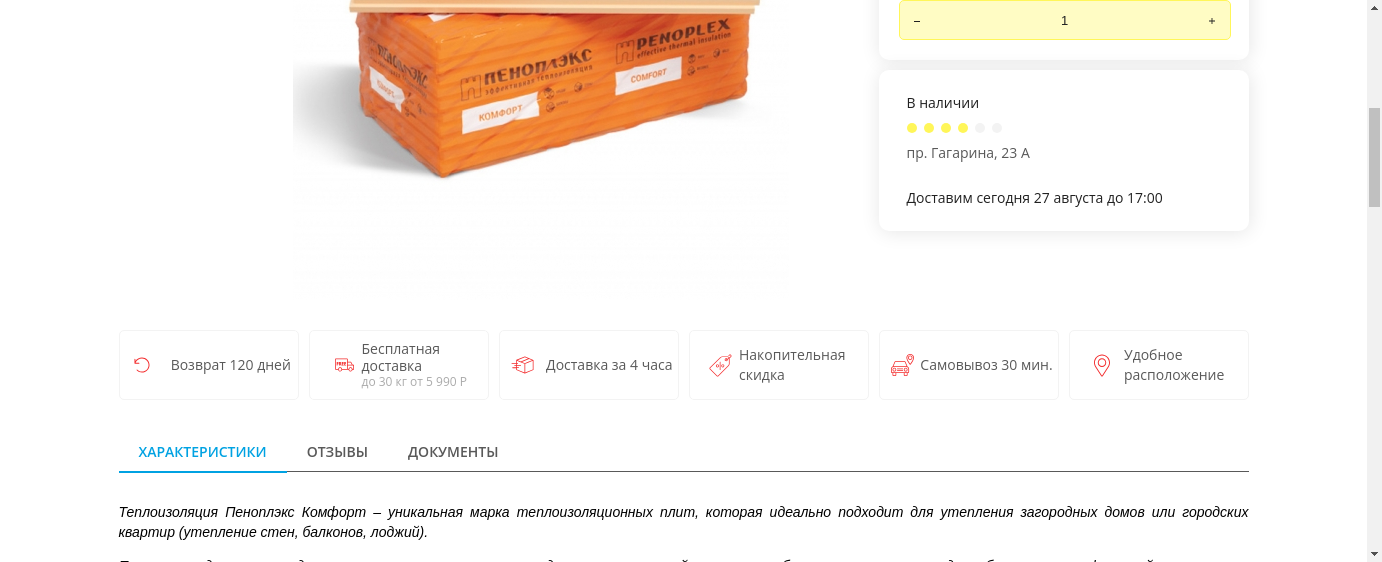 ПЕНОПЛЭКС
эффективная теплоизоляция
КОМФОРТ
PENOPLEX
effective thermal insulation
COMFORT
– 1 +
В наличии
пр. Гагарина, 23 А
Доставим сегодня 27 августа до 17:00
Возврат 120 дней
Бесплатная
доставка
до 30 кг от 5 990 Р
Доставка за 4 часа
Накопительная
скидка
Самовывоз 30 мин.
Удобное
расположение
ХАРАКТЕРИСТИКИ ОТЗЫВЫ ДОКУМЕНТЫ
Теплоизоляция Пеноплэкс Комфорт – уникальная марка теплоизоляционных плит, которая идеально подходит для утепления загородных домов или городских
квартир (утепление стен, балконов, лоджий).